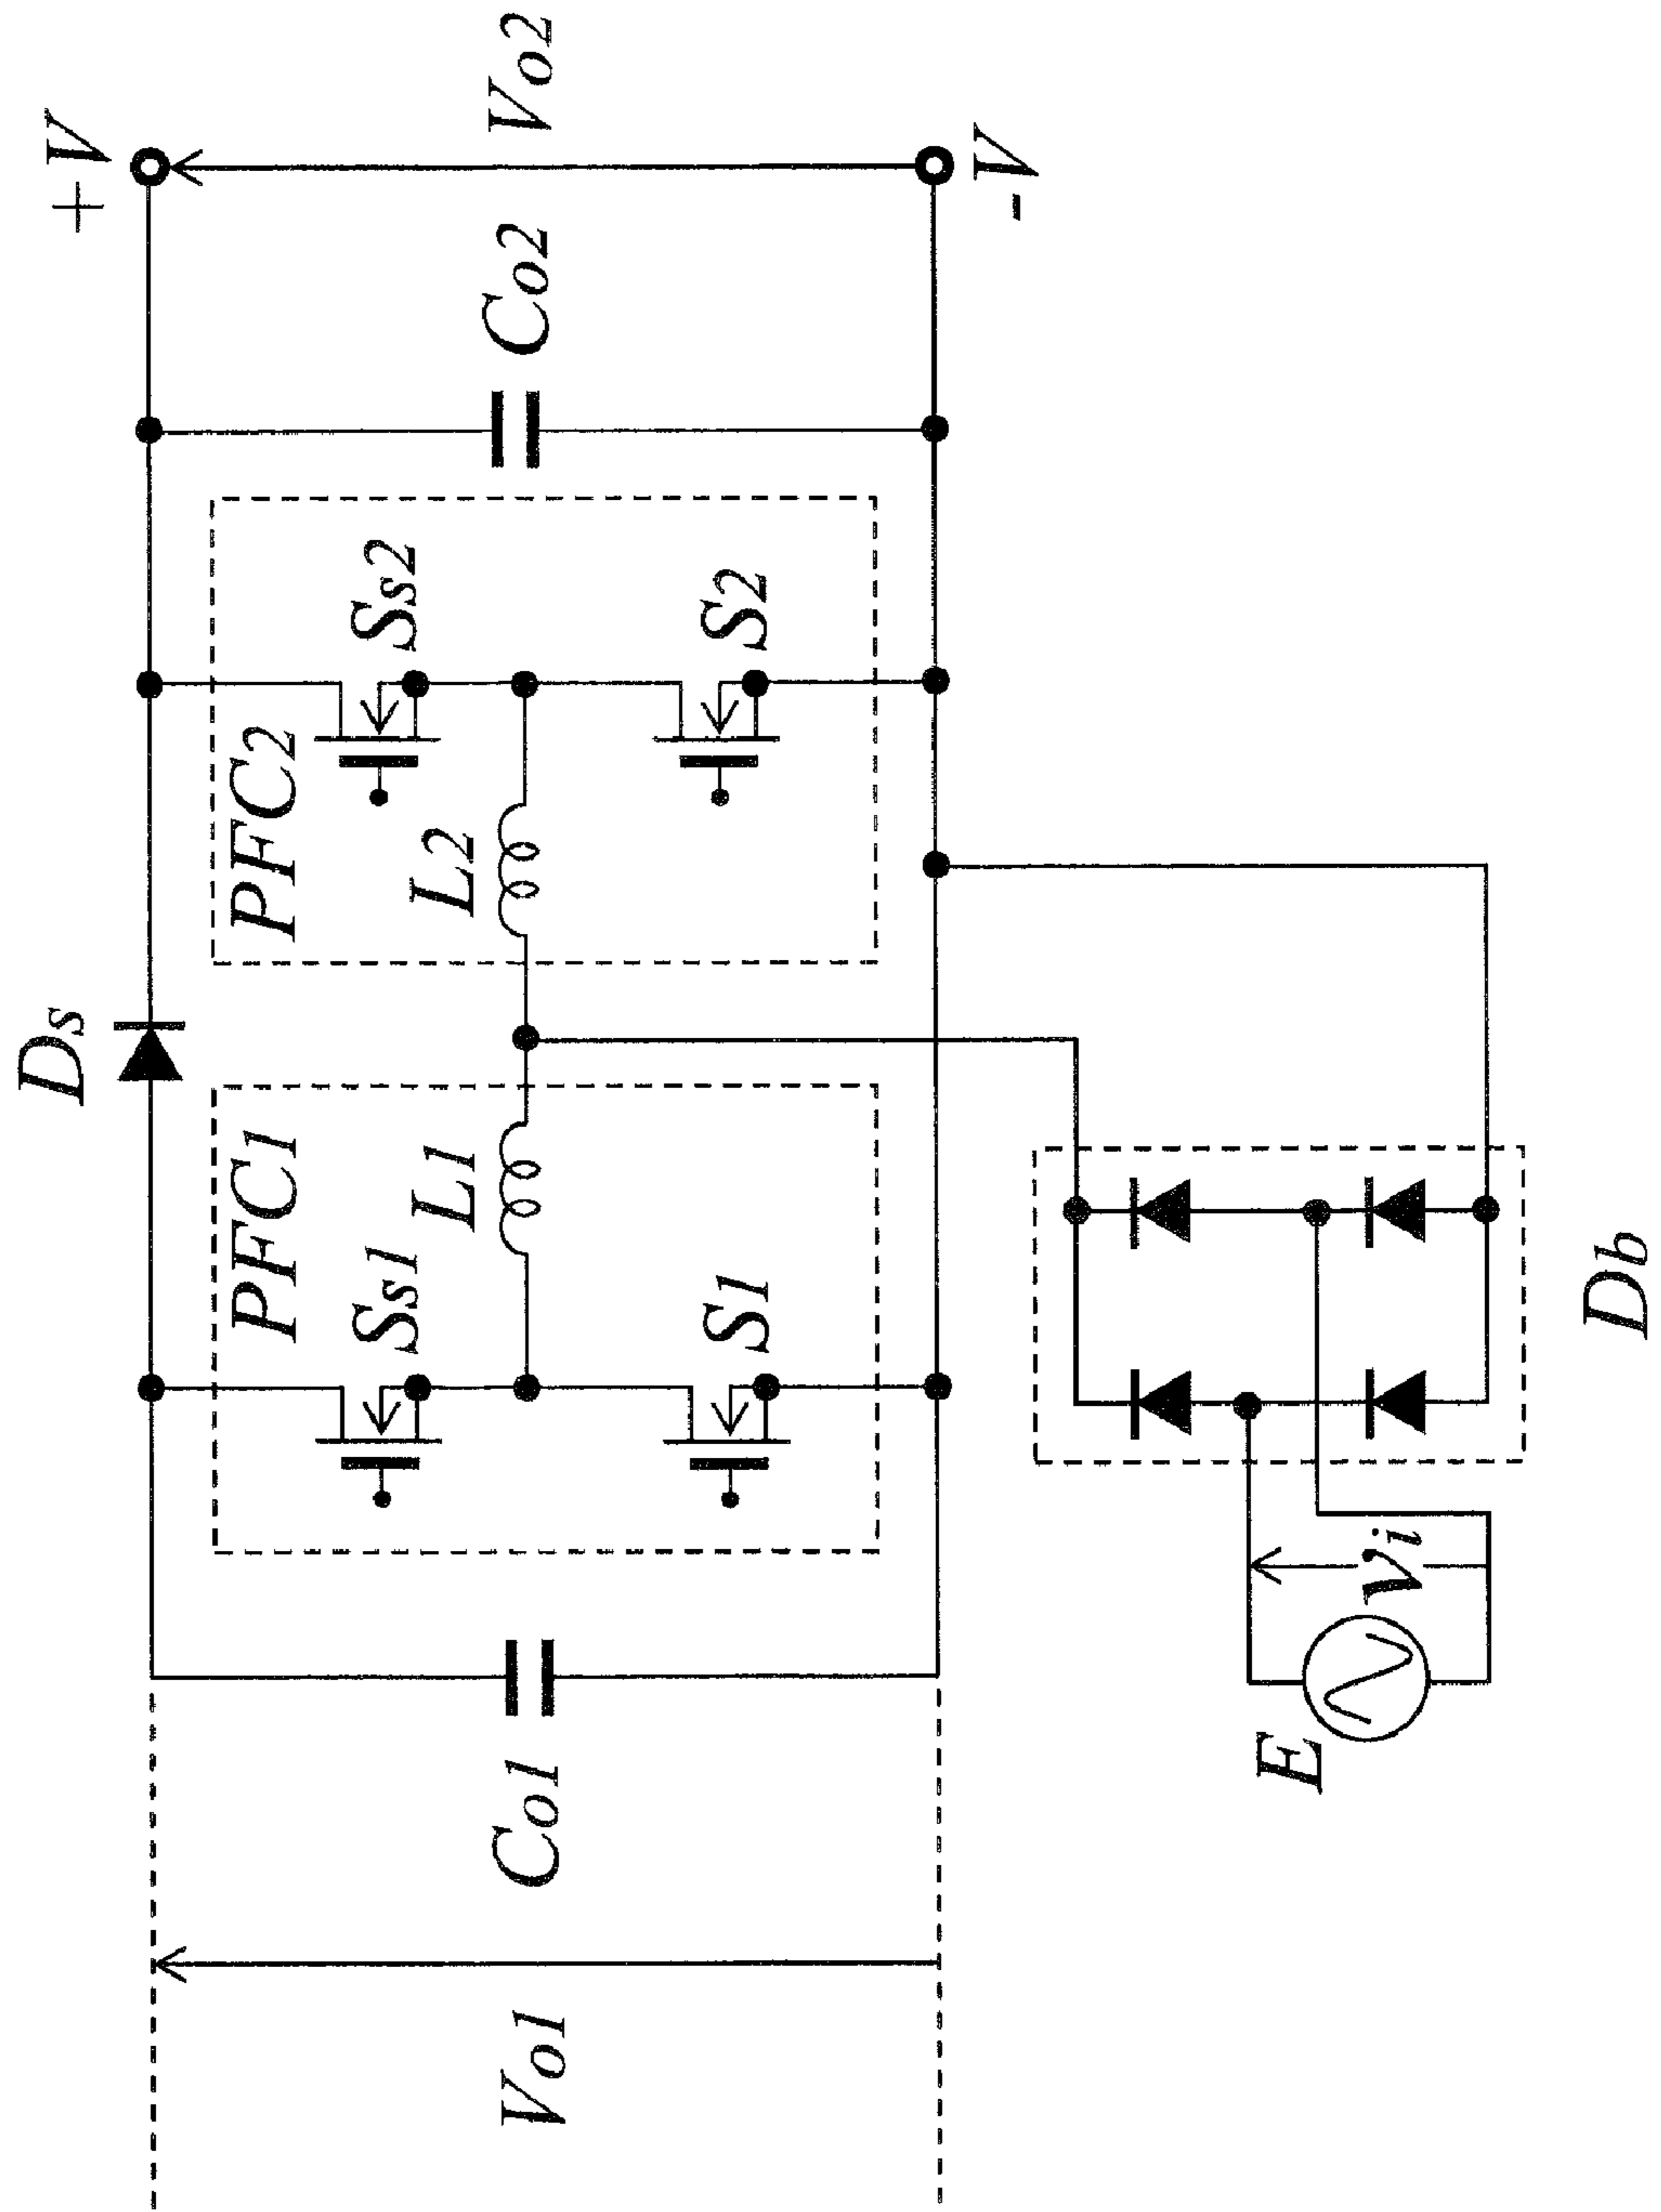 +V
Vo2
-V
Co2
Ss2
S2
PFC2
L2
Ds
PFC1
L1
Ss1
S1
Db
vi
E
Co1
Vo1